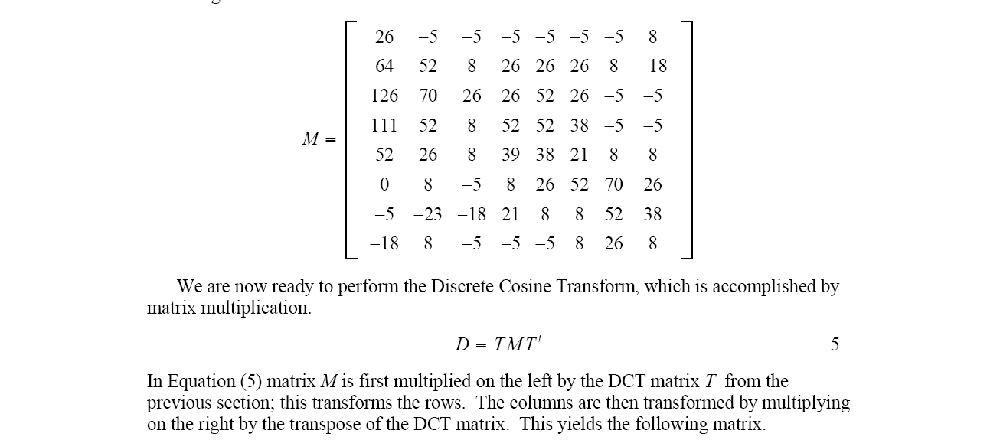 26 –5 –5 –5 –5 –5 –5 8
64 52 8 26 26 26 8 –18
126 70 26 26 52 26 –5 –5
111 52 8 52 52 38 –5 –5
M =
52 26 8 39 38 21 8 8
0 8 –5 8 26 52 70 26
–5 –23 –18 21 8 8 52 38
–18 8 –5 –5 –5 8 26 8
We are now ready to perform the Discrete Cosine Transform, which is accomplished by
matrix multiplication.
D = TMT' 5
In Equation (5) matrix M is first multiplied on the left by the DCT matrix T from the
previous section; this transforms the rows. The columns are then transformed by multiplying
on the right by the transpose of the DCT matrix. This yields the following matrix.